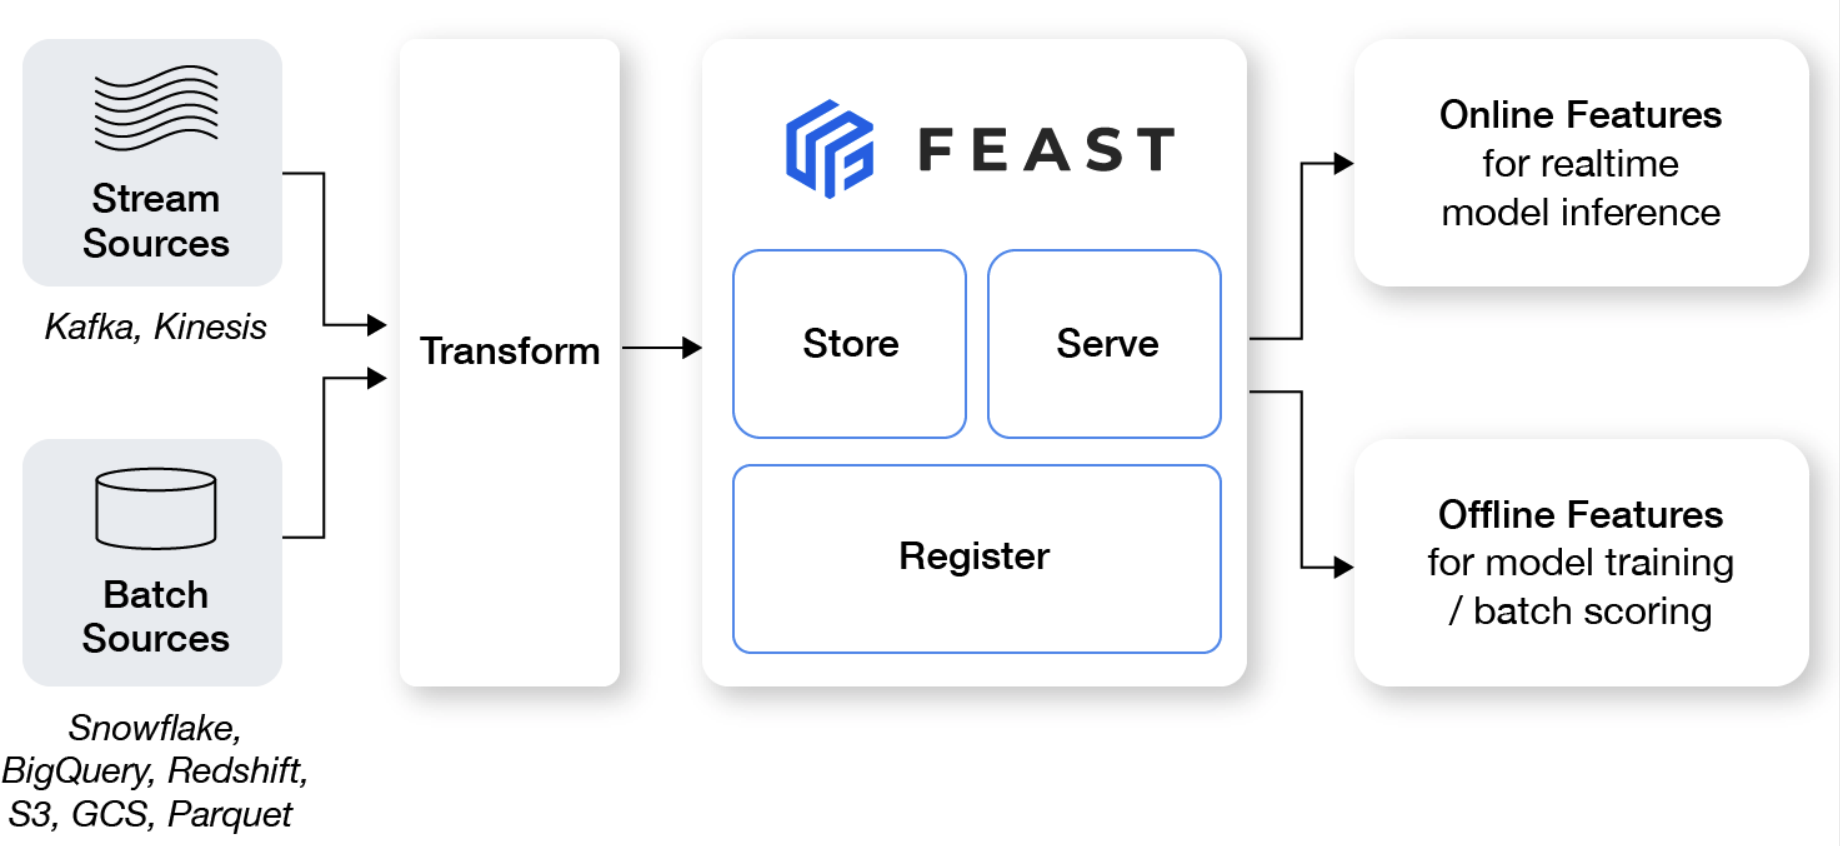 Stream
Sources
Kafka, Kinesis
Batch
Sources
Snowflake,
BigQuery, Redshift,
S3, GCS, Parquet
Transform
FEAST
Store
Serve
Register
Online Features
for realtime
model inference
Offline Features
for model training
/ batch scoring